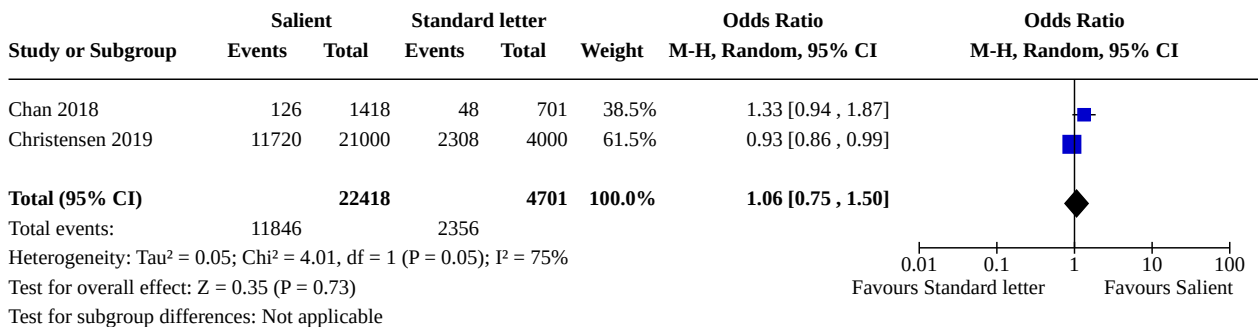 Salient Standard letter Odds Ratio Odds Ratio
Study or Subgroup Events Total Events Total Weight M-H, Random, 95% CI M-H, Random, 95% CI
Chan 2018 126 1418 48 701 38.5% 1.33 [0.94 , 1.87]
Christensen 2019 11720 21000 2308 4000 61.5% 0.93 [0.86 , 0.99]
Total (95% CI) 22418 4701 100.0% 1.06 [0.75 , 1.50]
Total events: 11846 2356
Heterogeneity: Tau² = 0.05; Chi² = 4.01, df = 1 (P = 0.05); I² = 75%
0.01 0.1 1 10 100
Test for overall effect: Z = 0.35 (P = 0.73)
Favours Standard letter Favours Salient
Test for subgroup differences: Not applicable